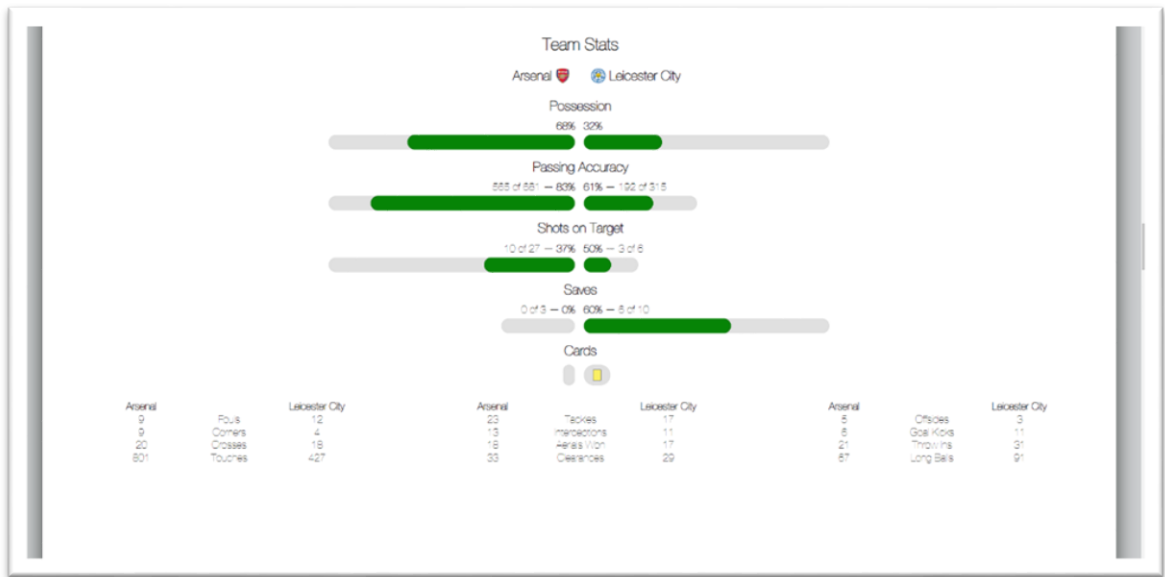 Team Stats
Arsenal Leicester City
Possession
68% 32%
Passing Accuracy
565 of 681 — 83% 61% — 192 of 315
Shots on Target
10 of 27 — 37% 50% — 3 of 6
Saves
0 of 3 — 0% 60% — 6 of 10
Cards
Arsenal Leicester City Arsenal Leicester City Arsenal Leicester City
9 Fouls 12 23 Tackles 17 Offsides 3
9 Corners 4 13 Interceptions 11 Goal Kicks 11
20 Crosses 18 18 Aerials Won 17 21 Throw Ins 31
801 Touches 427 33 Clearances 29 67 Long Balls 91